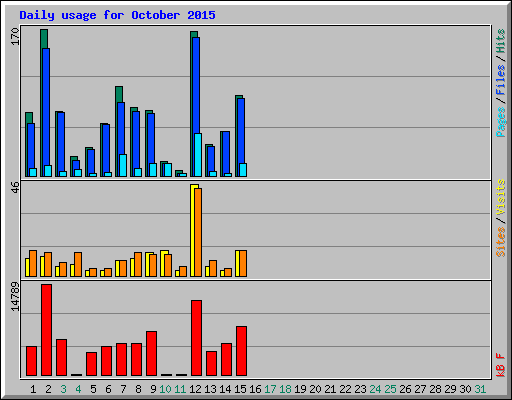 Daily usage for October 2015
170
Pages / Files / Hits
46
Sites / Visits
14789
kB F
1 2 3 4 5 6 7 8 9 10 11 12 13 14 15 16 17 18 19 20 21 22 23 24 25 26 27 28 29 30 31